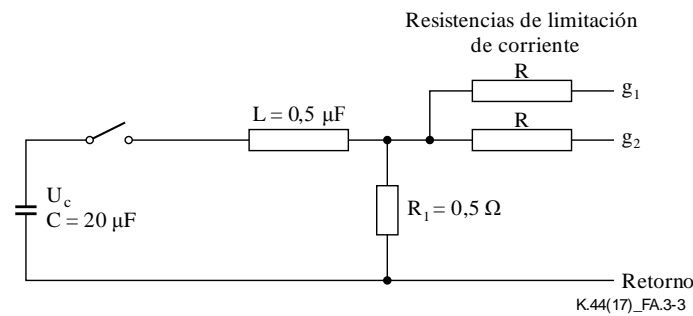 Resistencias de limitación
de corriente
R
g1
L = 0,5 µF
R
g2
Uc
C = 20 µF
R1 = 0,5 Ω
Retorno
K.44(17)_FA.3-3